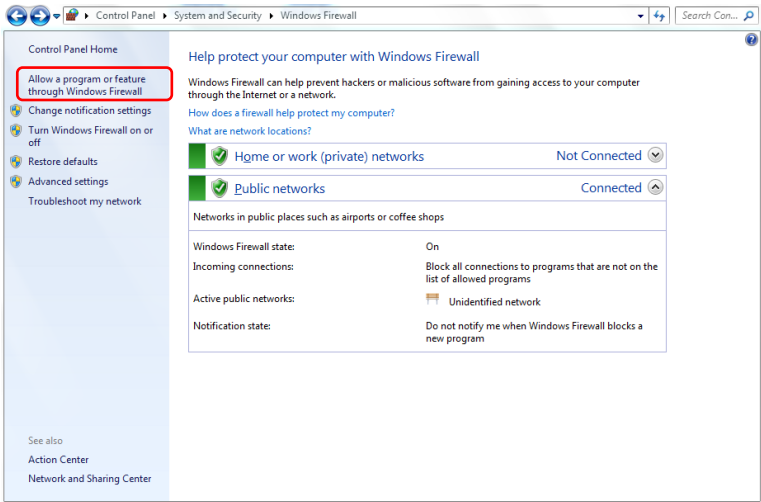 Control Panel ▸ System and Security ▸ Windows Firewall
Search Con...
Control Panel Home
Allow a program or feature
through Windows Firewall
Change notification settings
Turn Windows Firewall on or
off
Restore defaults
Advanced settings
Troubleshoot my network
See also
Action Center
Network and Sharing Center
Help protect your computer with Windows Firewall
Windows Firewall can help prevent hackers or malicious software from gaining access to your computer
through the Internet or a network.
How does a firewall help protect my computer?
What are network locations?
Home or work (private) networks Not Connected
Public networks Connected
Networks in public places such as airports or coffee shops
Windows Firewall state: On
Incoming connections: Block all connections to programs that are not on the
list of allowed programs
Active public networks: Unidentified network
Notification state: Do not notify me when Windows Firewall blocks a
new program